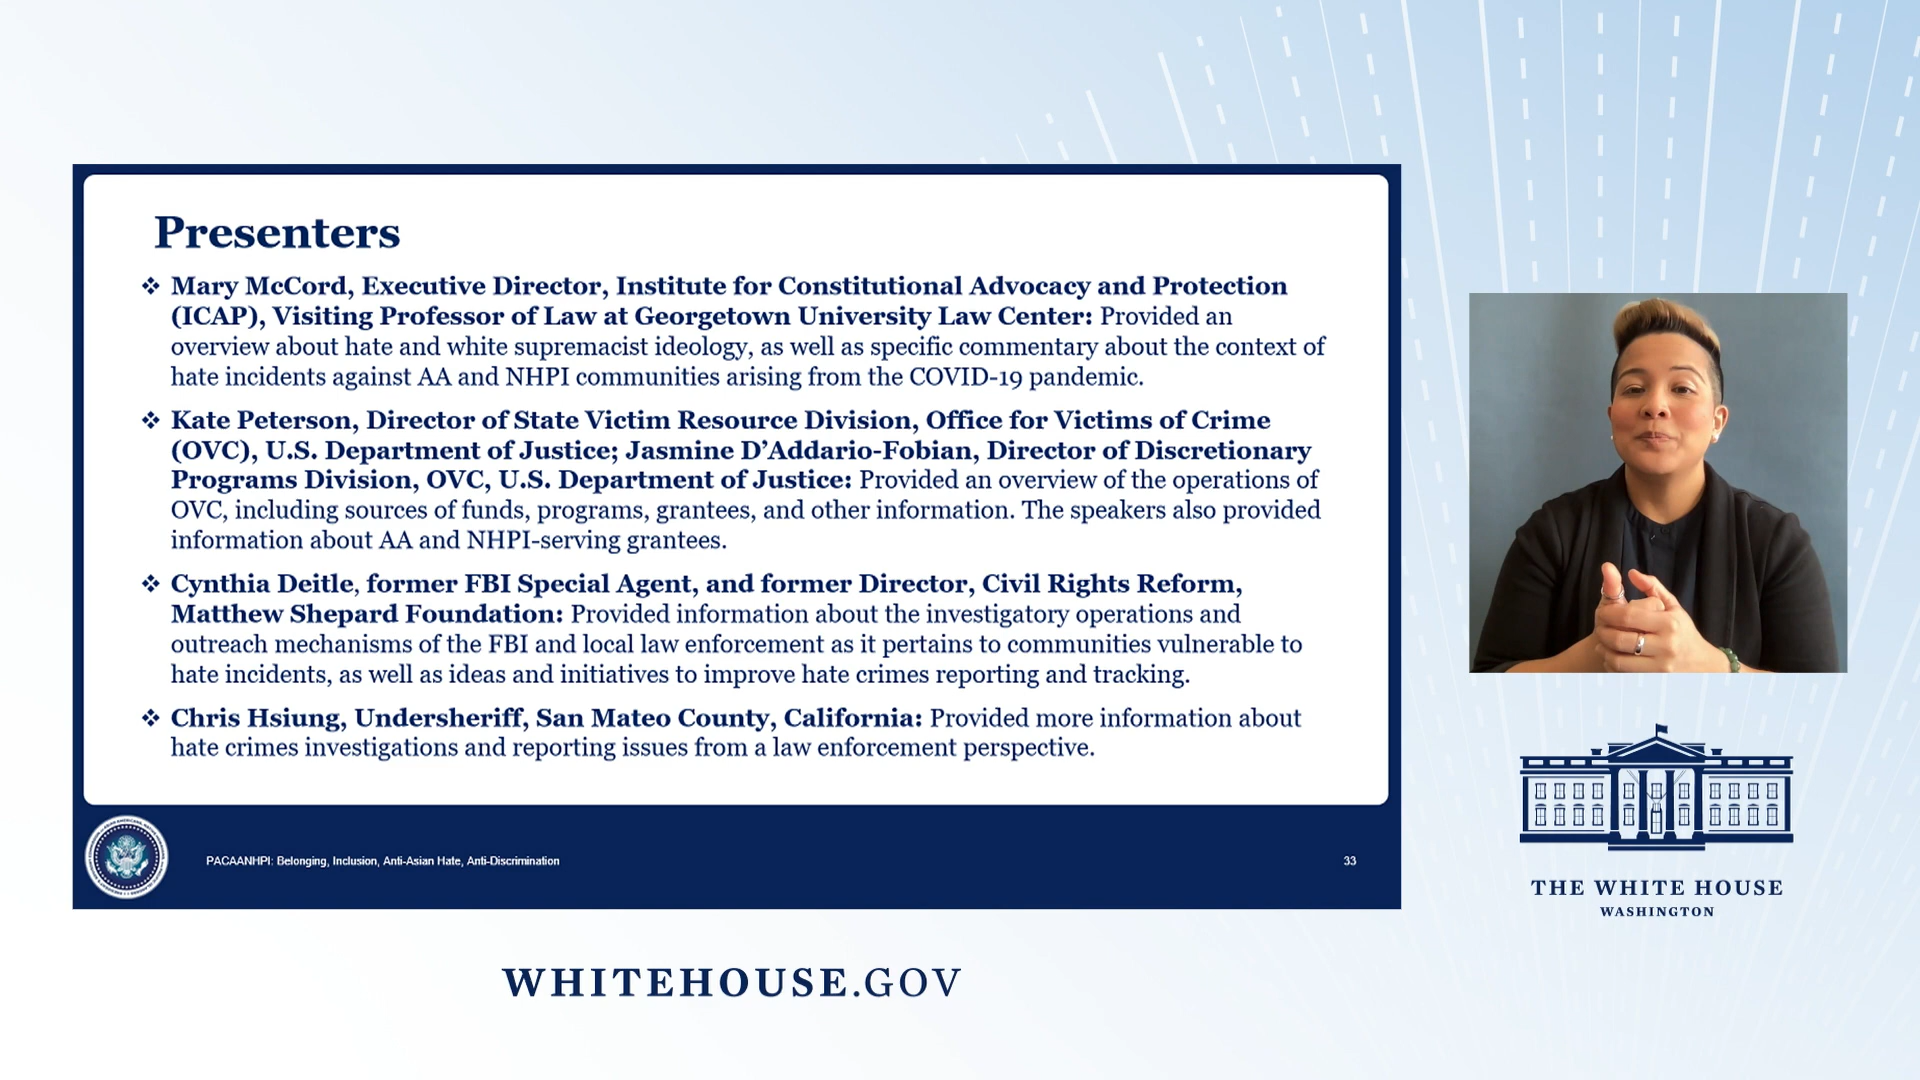 Presenters
❖ Mary McCord, Executive Director, Institute for Constitutional Advocacy and Protection
(ICAP), Visiting Professor of Law at Georgetown University Law Center: Provided an
overview about hate and white supremacist ideology, as well as specific commentary about the context of
hate incidents against AA and NHPI communities arising from the COVID-19 pandemic.
❖ Kate Peterson, Director of State Victim Resource Division, Office for Victims of Crime
(OVC), U.S. Department of Justice; Jasmine D’Addario-Fobian, Director of Discretionary
Programs Division, OVC, U.S. Department of Justice: Provided an overview of the operations of
OVC, including sources of funds, programs, grantees, and other information. The speakers also provided
information about AA and NHPI-serving grantees.
❖ Cynthia Deitle, former FBI Special Agent, and former Director, Civil Rights Reform,
Matthew Shepard Foundation: Provided information about the investigatory operations and
outreach mechanisms of the FBI and local law enforcement as it pertains to communities vulnerable to
hate incidents, as well as ideas and initiatives to improve hate crimes reporting and tracking.
❖ Chris Hsiung, Undersheriff, San Mateo County, California: Provided more information about
hate crimes investigations and reporting issues from a law enforcement perspective.
PACAANHPI: Belonging, Inclusion, Anti-Asian Hate, Anti-Discrimination
33
THE WHITE HOUSE
WASHINGTON
WHITEHOUSE.GOV